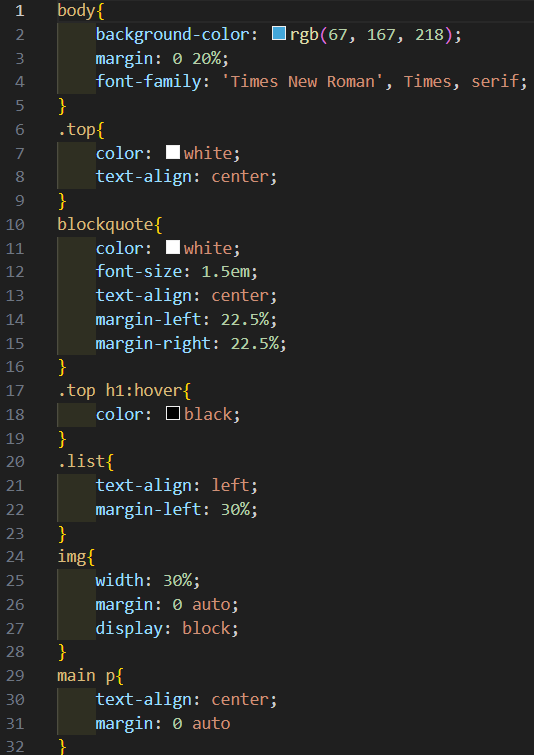 1 body{
2 background-color: rgb(67, 167, 218);
3 margin: 0 20%;
4 font-family: 'Times New Roman', Times, serif;
5 }
6 .top{
7 color: white;
8 text-align: center;
9 }
10 blockquote{
11 color: white;
12 font-size: 1.5em;
13 text-align: center;
14 margin-left: 22.5%;
15 margin-right: 22.5%;
16 }
17 .top h1:hover{
18 color: black;
19 }
20 .list{
21 text-align: left;
22 margin-left: 30%;
23 }
24 img{
25 width: 30%;
26 margin: 0 auto;
27 display: block;
28 }
29 main p{
30 text-align: center;
31 margin: 0 auto
32 }